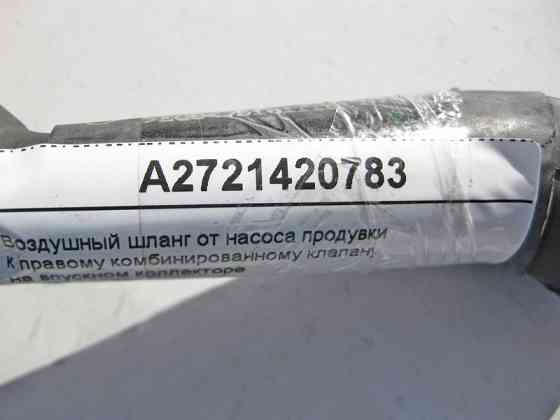 A2721420783
Воздушный шланг от насоса продувки
к правому комбинированному клапану
на впускном коллекторе